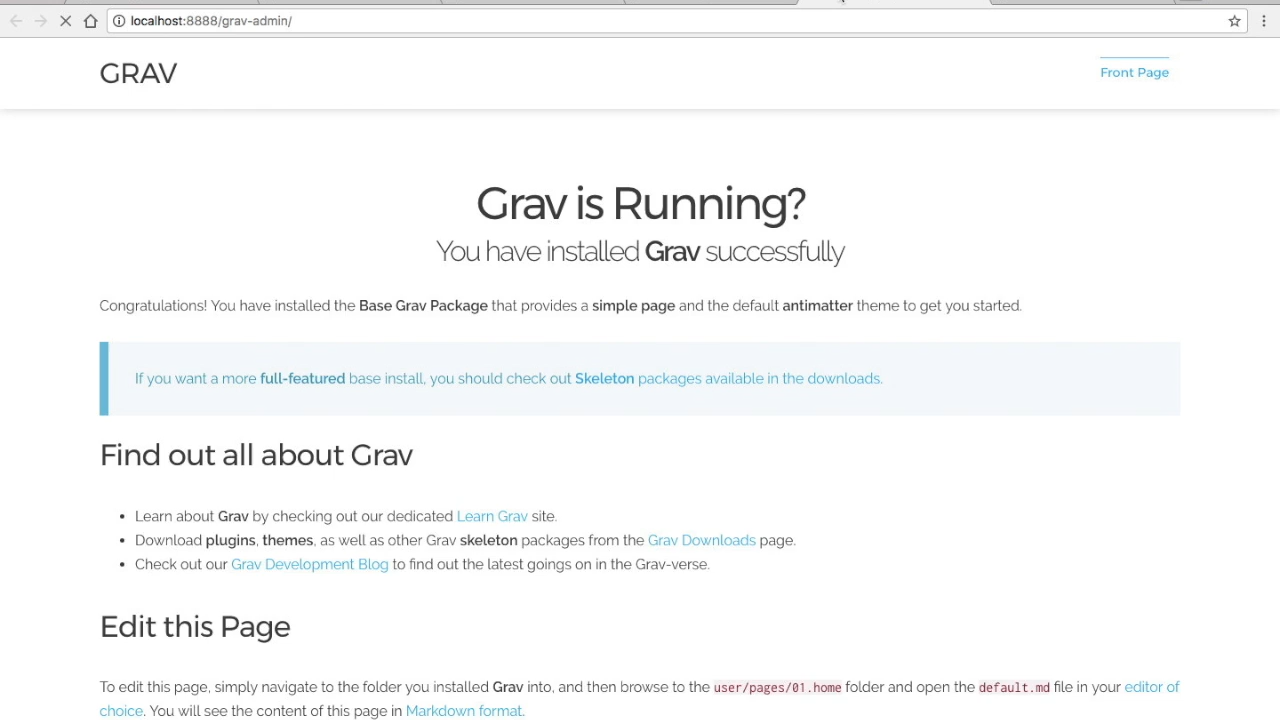 localhost:8888/grav-admin/
GRAV
Front Page
Grav is Running?
You have installed Grav successfully
Congratulations! You have installed the Base Grav Package that provides a simple page and the default antimatter theme to get you started.
If you want a more full-featured base install, you should check out Skeleton packages available in the downloads.
Find out all about Grav
• Learn about Grav by checking out our dedicated Learn Grav site.
• Download plugins, themes, as well as other Grav skeleton packages from the Grav Downloads page.
• Check out our Grav Development Blog to find out the latest goings on in the Grav-verse.
Edit this Page
To edit this page, simply navigate to the folder you installed Grav into, and then browse to the user/pages/01.home folder and open the default.md file in your editor of
choice. You will see the content of this page in Markdown format.